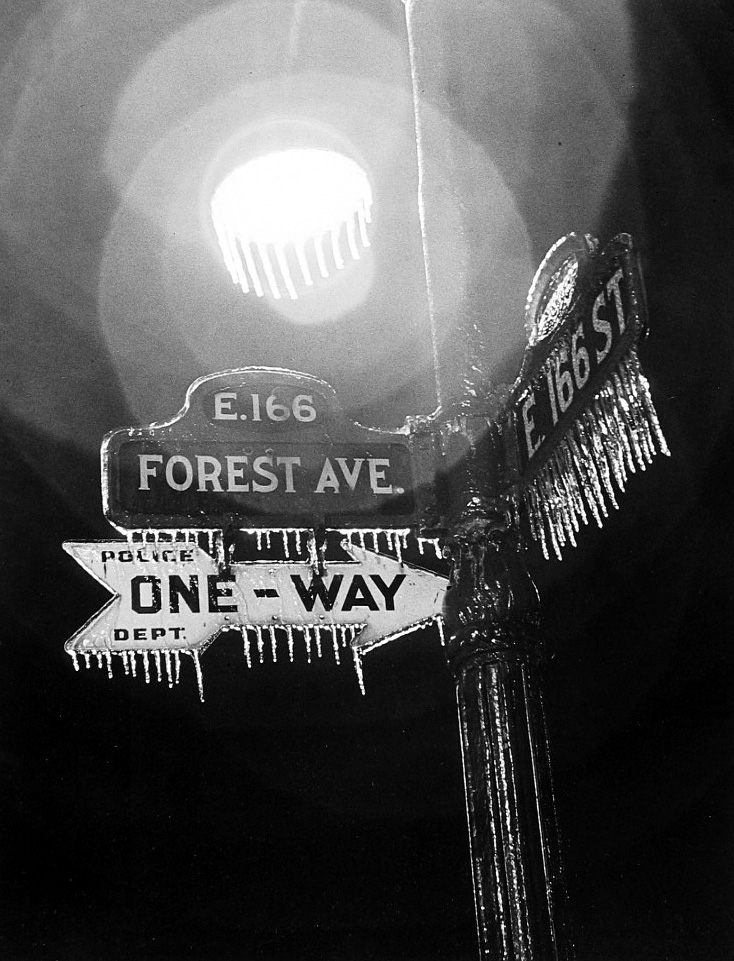 E.166
FOREST AVE.
POLICE
ONE-WAY
DEPT.
E. 166 ST